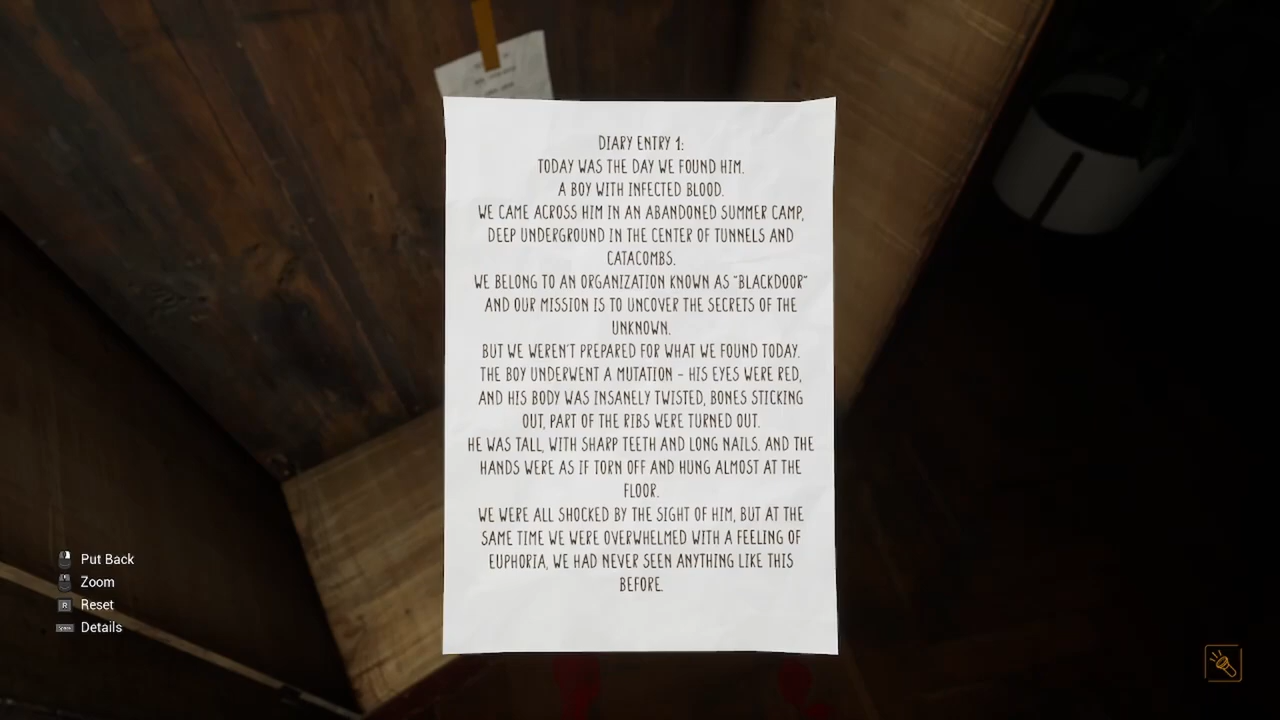 DIARY ENTRY 1:
TODAY WAS THE DAY WE FOUND HIM.
A BOY WITH INFECTED BLOOD.
WE CAME ACROSS HIM IN AN ABANDONED SUMMER CAMP,
DEEP UNDERGROUND IN THE CENTER OF TUNNELS AND
CATACOMBS.
WE BELONG TO AN ORGANIZATION KNOWN AS "BLACKDOOR"
AND OUR MISSION IS TO UNCOVER THE SECRETS OF THE
UNKNOWN.
BUT WE WEREN'T PREPARED FOR WHAT WE FOUND TODAY.
THE BOY UNDERWENT A MUTATION - HIS EYES WERE RED,
AND HIS BODY WAS INSANELY TWISTED, BONES STICKING
OUT, PART OF THE RIBS WERE TURNED OUT.
HE WAS TALL, WITH SHARP TEETH AND LONG NAILS. AND THE
HANDS WERE AS IF TORN OFF AND HUNG ALMOST AT THE
FLOOR.
WE WERE ALL SHOCKED BY THE SIGHT OF HIM, BUT AT THE
SAME TIME WE WERE OVERWHELMED WITH A FEELING OF
EUPHORIA, WE HAD NEVER SEEN ANYTHING LIKE THIS
BEFORE.
Put Back
Zoom
R Reset
Details